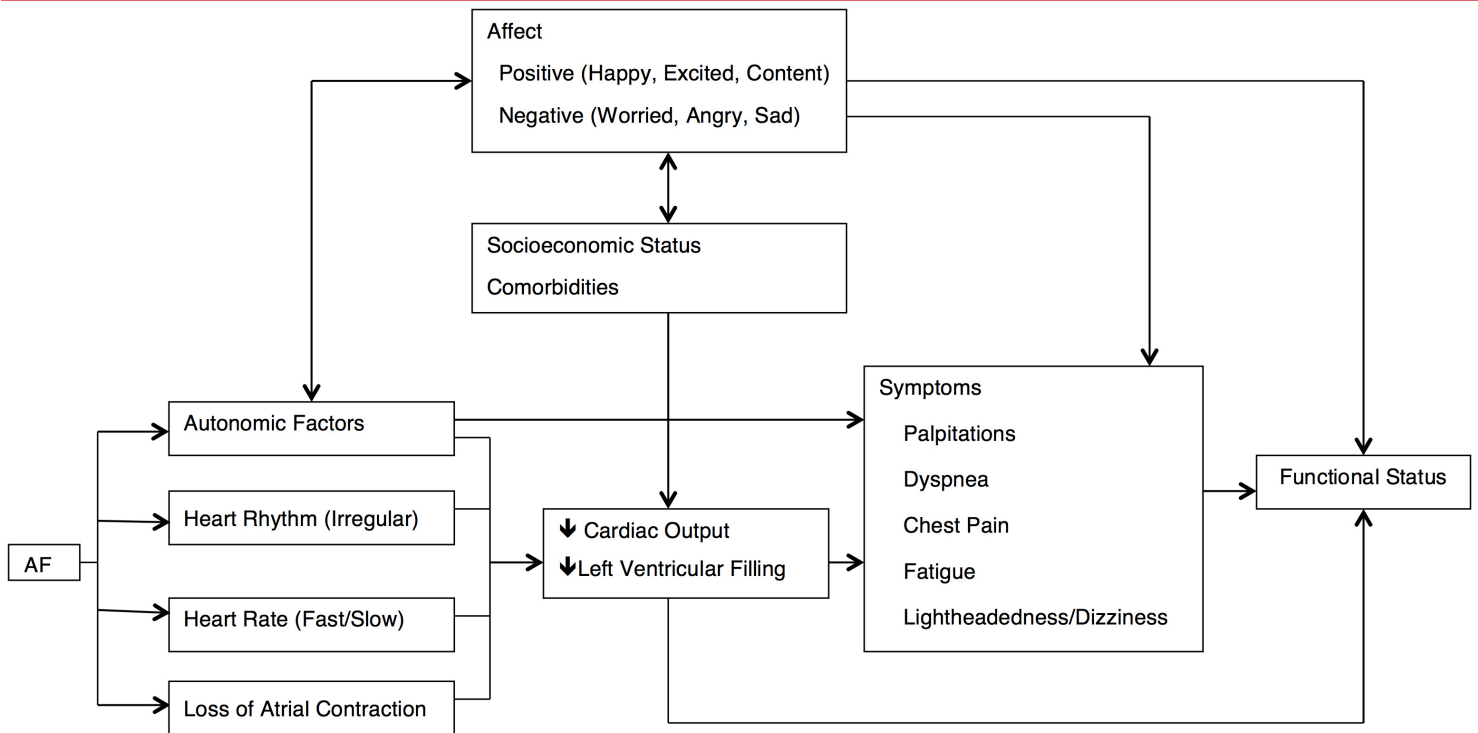 Affect
Positive (Happy, Excited, Content)
Negative (Worried, Angry, Sad)
Socioeconomic Status
Comorbidities
Symptoms
Palpitations
Dyspnea
Chest Pain
Fatigue
Lightheadedness/Dizziness
Autonomic Factors
Heart Rhythm (Irregular)
AF
Heart Rate (Fast/Slow)
Loss of Atrial Contraction
🡻 Cardiac Output
🡻Left Ventricular Filling
Functional Status